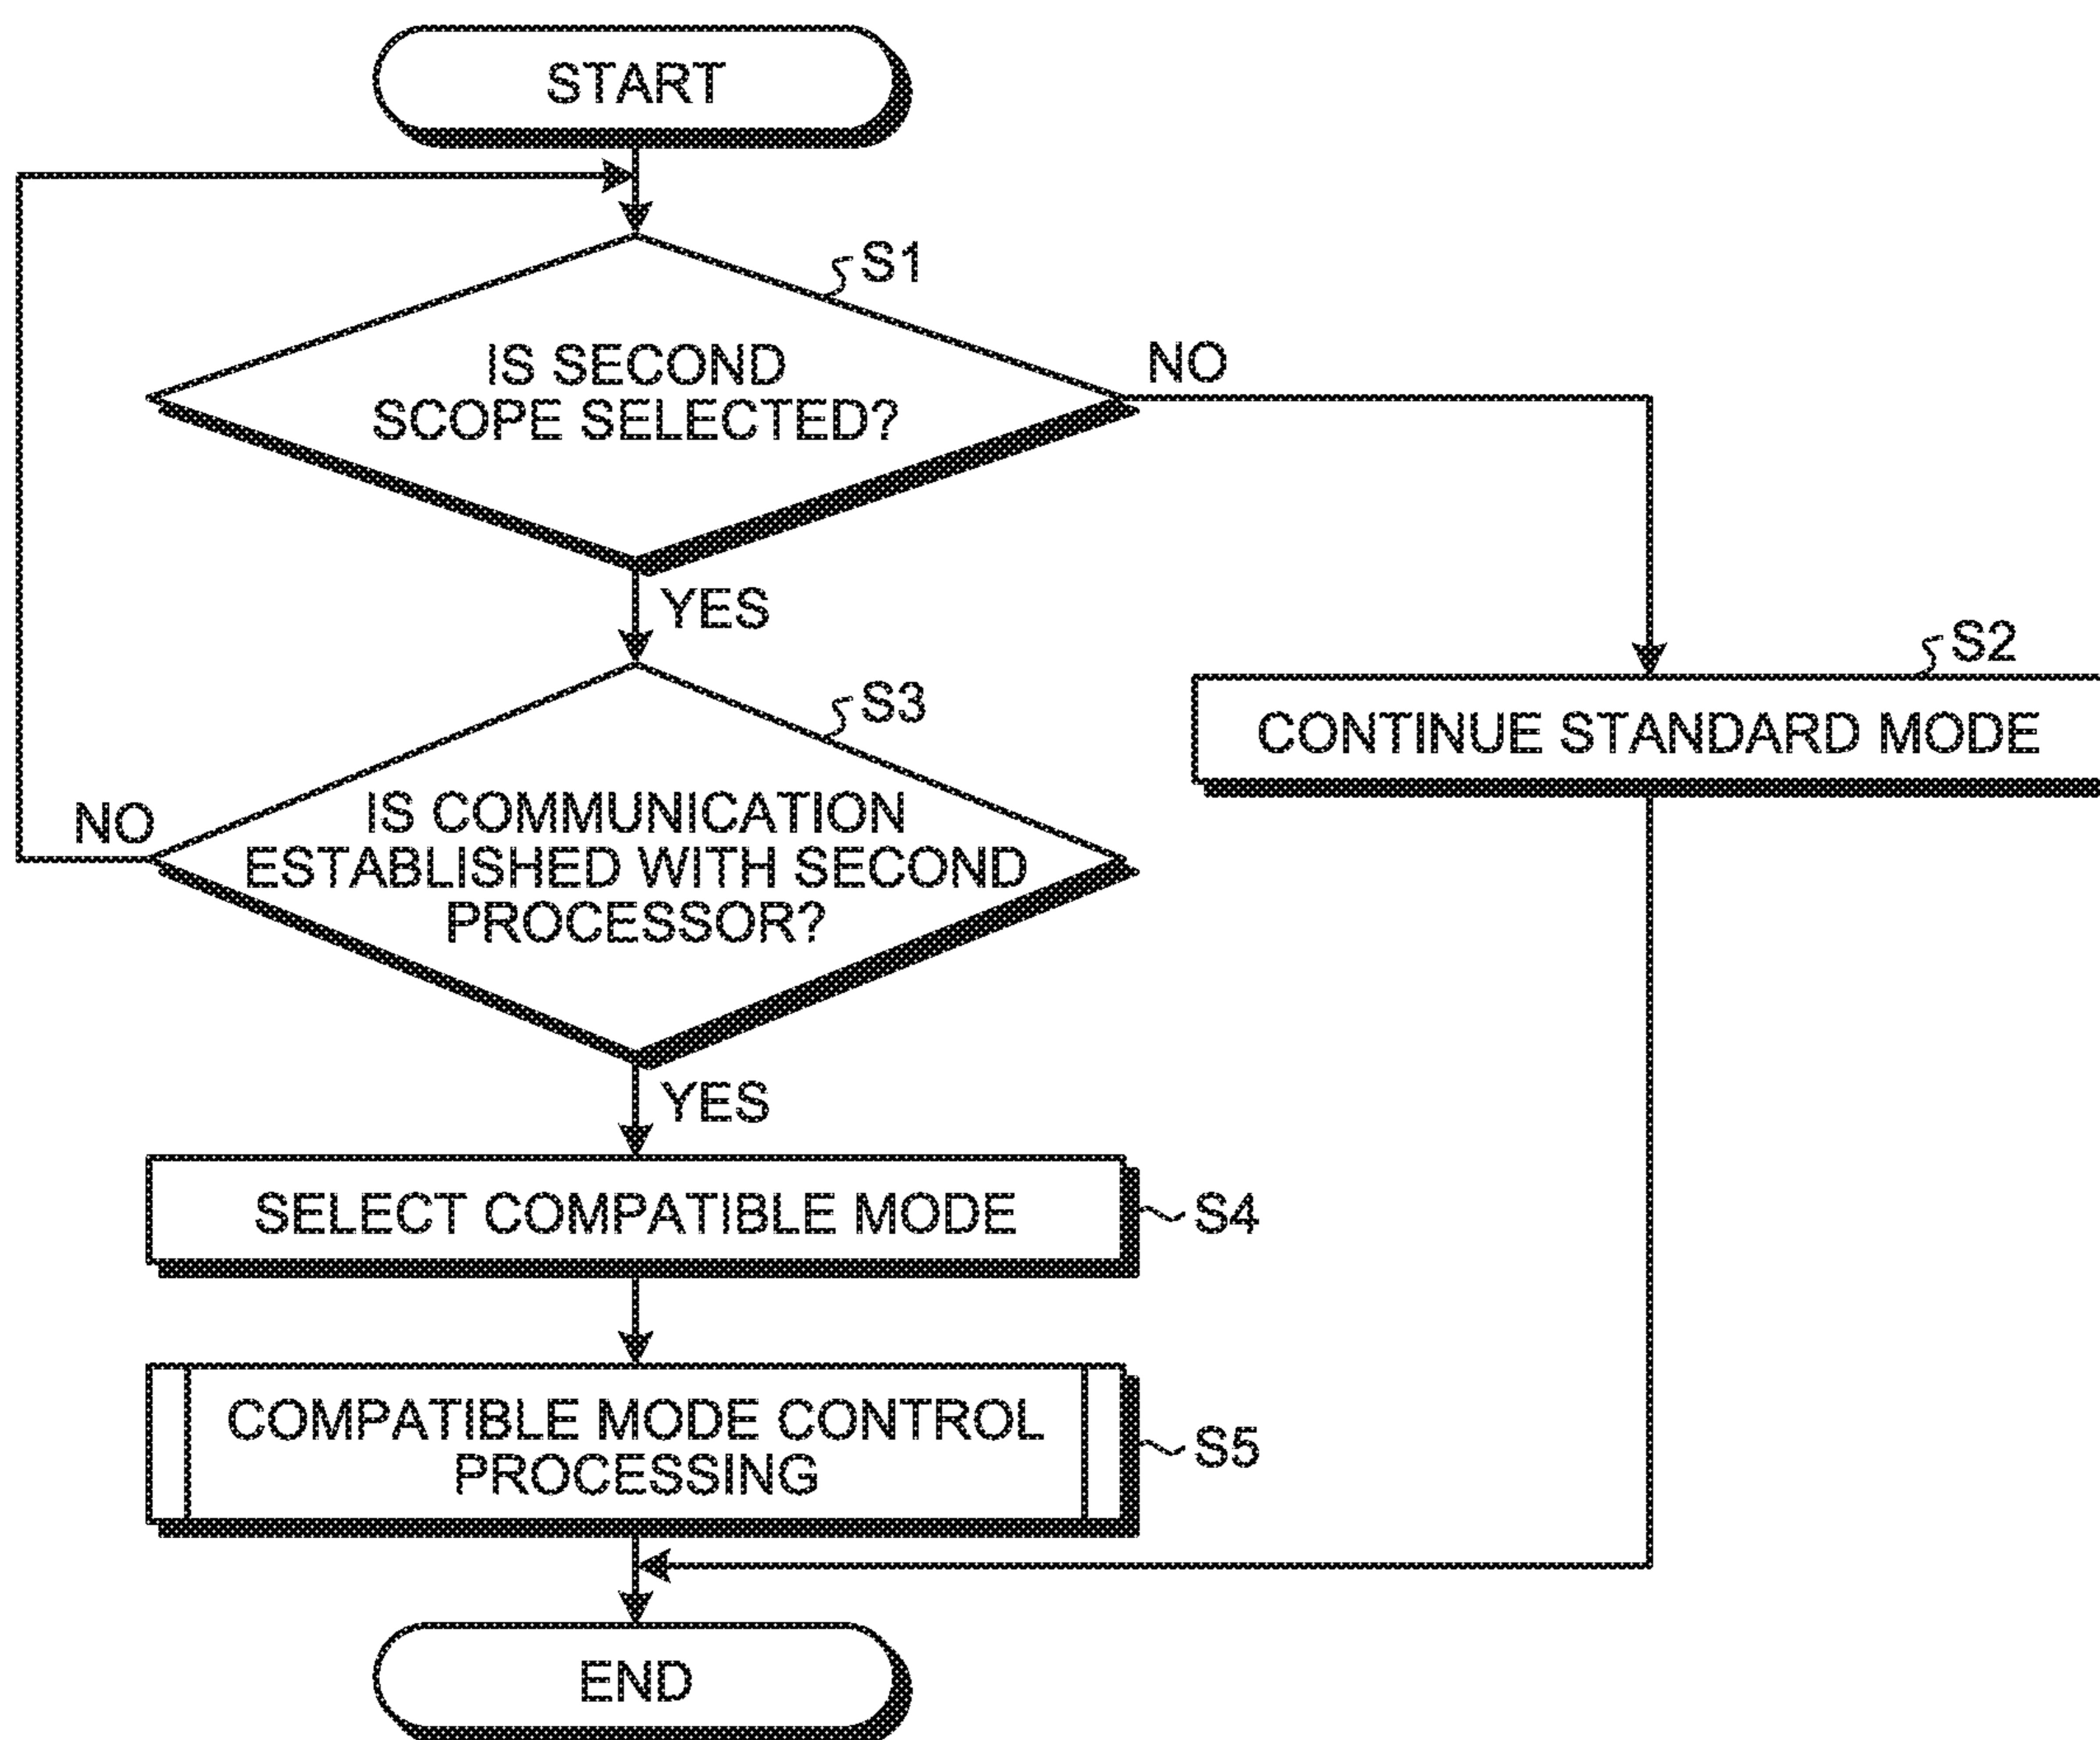 START
S1
IS SECOND
SCOPE SELECTED?
NO
YES
S2
CONTINUE STANDARD MODE
S3
IS COMMUNICATION
ESTABLISHED WITH SECOND
PROCESSOR?
NO
YES
SELECT COMPATIBLE MODE
S4
COMPATIBLE MODE CONTROL
PROCESSING
S5
END